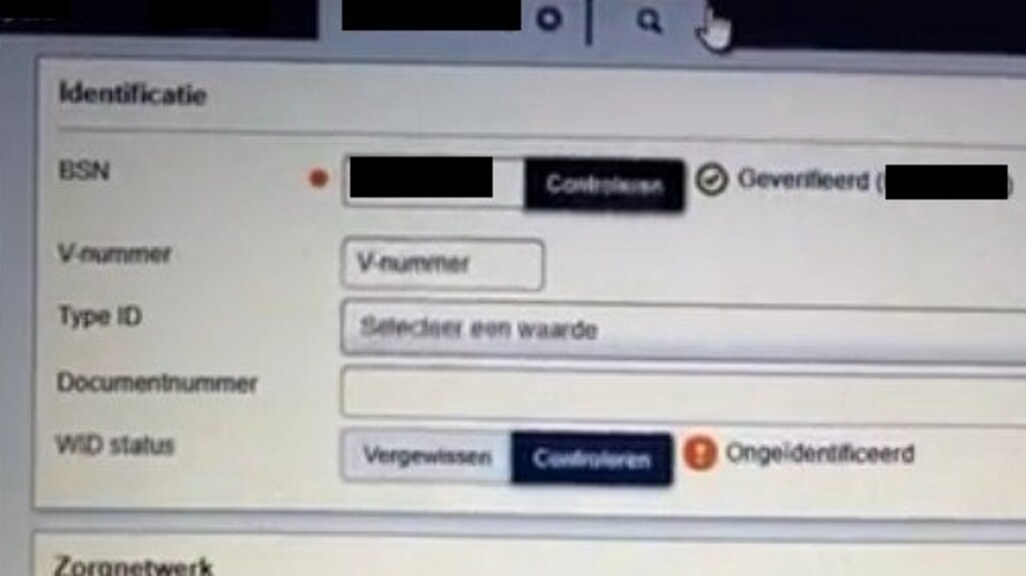 Identificatie
BSN Controleren Geverifieerd (
V-nummer V-nummer
Type ID Selecteer een waarde
Documentnummer
WID status Vergewissen Controleren Ongeïdentificeerd
Zorgnetwerk